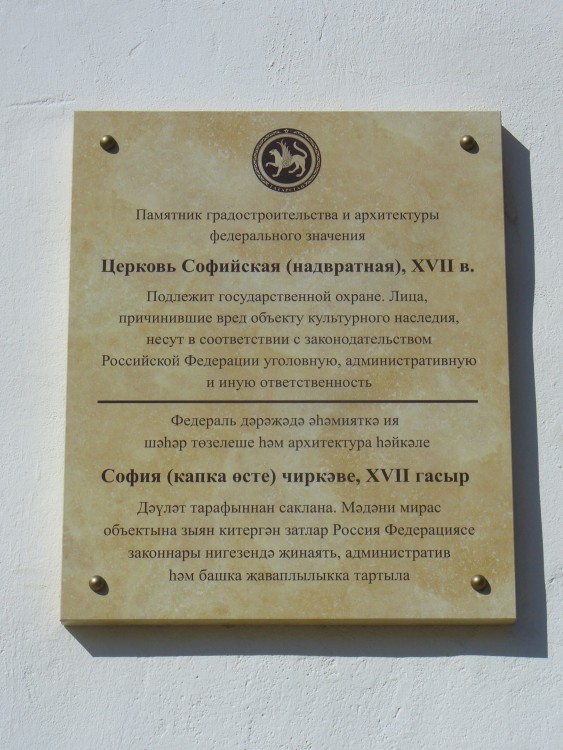 ТАТАРСТАН
Памятник градостроительства и архитектуры
федерального значения
Церковь Софийская (надвратная), XVII в.
Подлежит государственной охране. Лица,
причинившие вред объекту культурного наследия,
несут в соответствии с законодательством
Российской Федерации уголовную, административную
и иную ответственность
Федераль дәрәҗәдә әһәмияткә ия
шәһәр төзелеше һәм архитектура һәйкәле
София (капка өсте) чиркәве, XVII гасыр
Дәүләт тарафыннан саклана. Мәдәни мирас
объектына зыян китергән затлар Россия Федерациясе
законнары нигезендә җинаять, административ
һәм башка җаваплылыкка тартыла